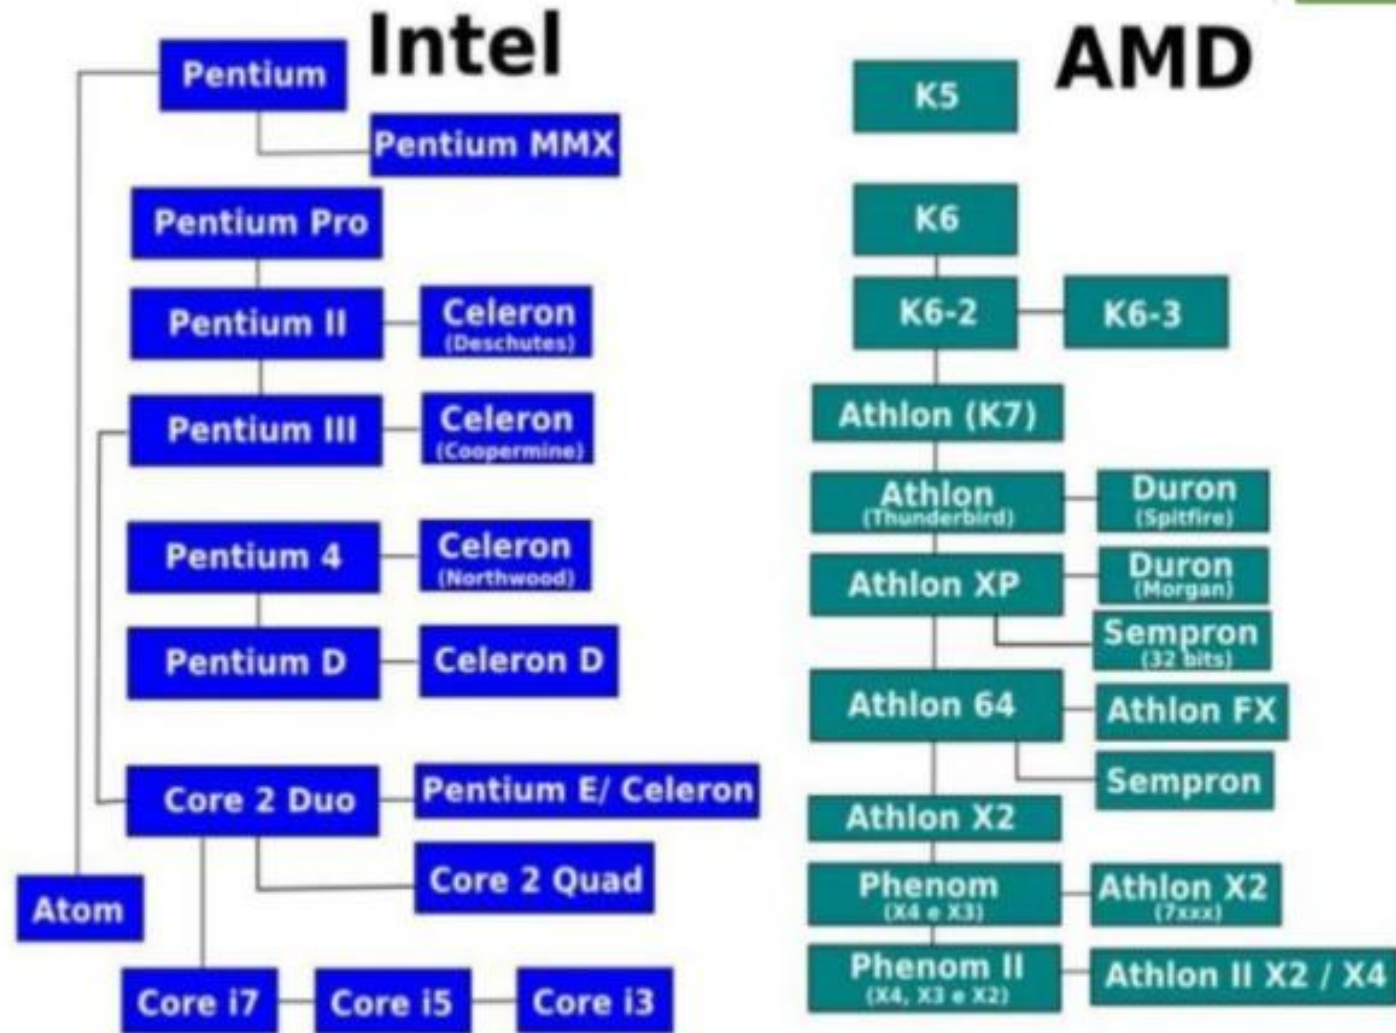 Intel
Pentium
Pentium MMX
Pentium Pro
Pentium II
Celeron
(Deschutes)
Pentium III
Celeron
(Coopermine)
Pentium 4
Celeron
(Northwood)
Pentium D
Celeron D
Core 2 Duo
Pentium E/ Celeron
Core 2 Quad
Atom
Core i7
Core i5
Core i3
AMD
K5
K6
K6-2
K6-3
Athlon (K7)
Athlon
(Thunderbird)
Duron
(Spitfire)
Athlon XP
Duron
(Morgan)
Sempron
(32 bits)
Athlon 64
Athlon FX
Sempron
Athlon X2
Phenom
(X4 e X3)
Athlon X2
(7xxx)
Phenom II
(X4, X3 e X2)
Athlon II X2 / X4